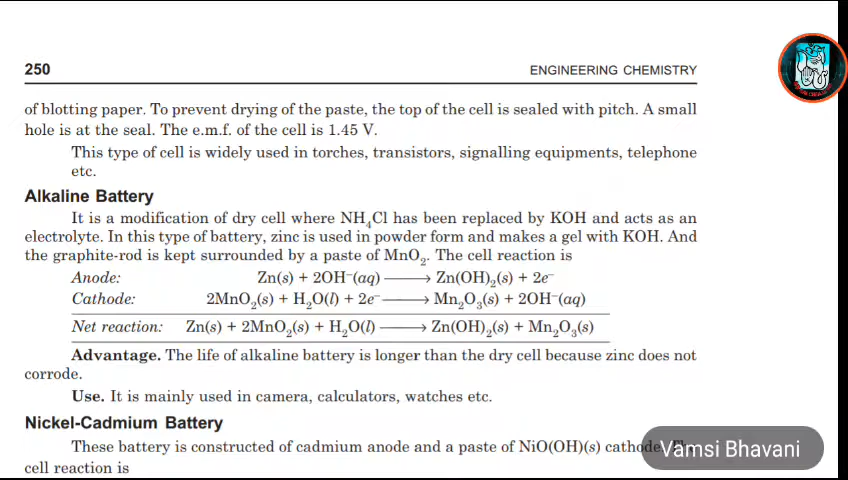 250
ENGINEERING CHEMISTRY
of blotting paper. To prevent drying of the paste, the top of the cell is sealed with pitch. A small
hole is at the seal. The e.m.f. of the cell is 1.45 V.
This type of cell is widely used in torches, transistors, signalling equipments, telephone
etc.
Alkaline Battery
It is a modification of dry cell where NH₄Cl has been replaced by KOH and acts as an
electrolyte. In this type of battery, zinc is used in powder form and makes a gel with KOH. And
the graphite-rod is kept surrounded by a paste of MnO₂. The cell reaction is
Anode: Zn(s) + 2OH⁻(aq) ⟶ Zn(OH)₂(s) + 2e⁻
Cathode: 2MnO₂(s) + H₂O(l) + 2e⁻ ⟶ Mn₂O₃(s) + 2OH⁻(aq)
Net reaction: Zn(s) + 2MnO₂(s) + H₂O(l) ⟶ Zn(OH)₂(s) + Mn₂O₃(s)
Advantage. The life of alkaline battery is longer than the dry cell because zinc does not
corrode.
Use. It is mainly used in camera, calculators, watches etc.
Nickel-Cadmium Battery
These battery is constructed of cadmium anode and a paste of NiO(OH)(s) cathode.
cell reaction is
Vamsi Bhavani